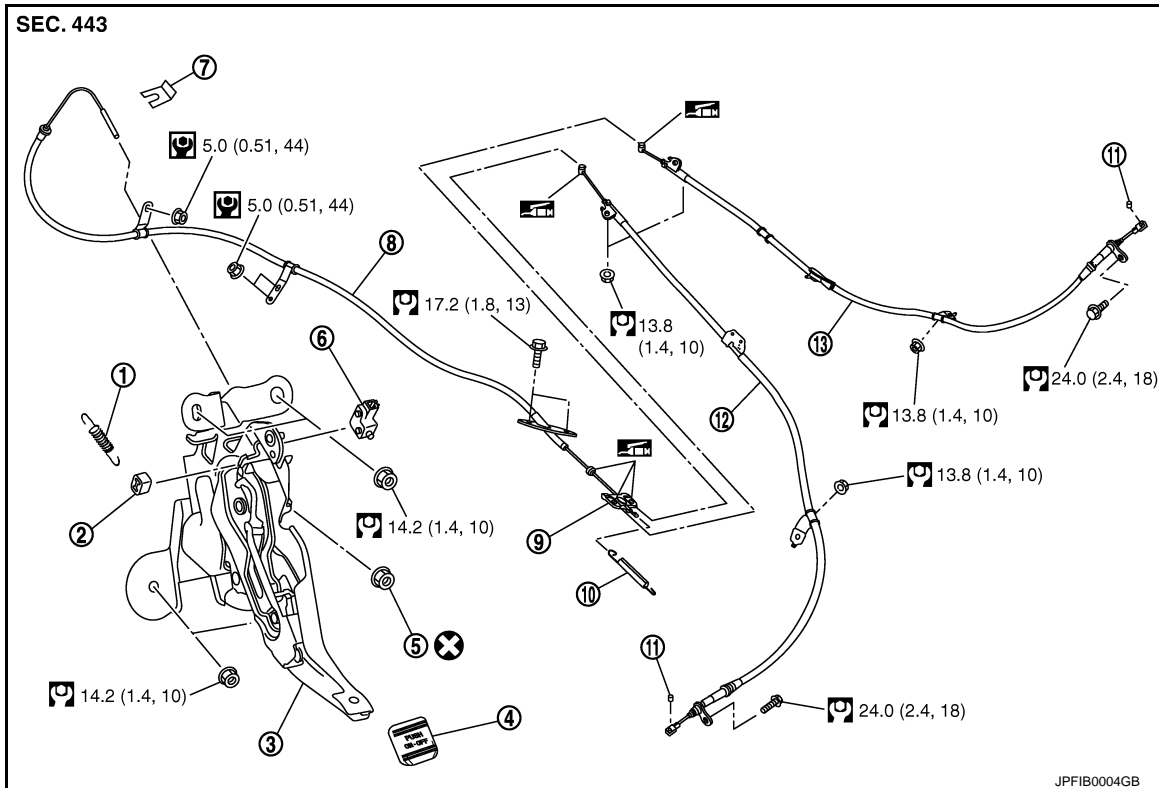 SEC. 443
⑦
5.0 (0.51, 44)
5.0 (0.51, 44)
⑧
17.2 (1.8, 13)
⑥
①
②
14.2 (1.4, 10)
⑤
14.2 (1.4, 10)
③
PUSH
ON-OFF
④
⑨
⑩
13.8
(1.4, 10)
⑫
⑬
⑪
24.0 (2.4, 18)
13.8 (1.4, 10)
13.8 (1.4, 10)
⑪
24.0 (2.4, 18)
JPFIB0004GB